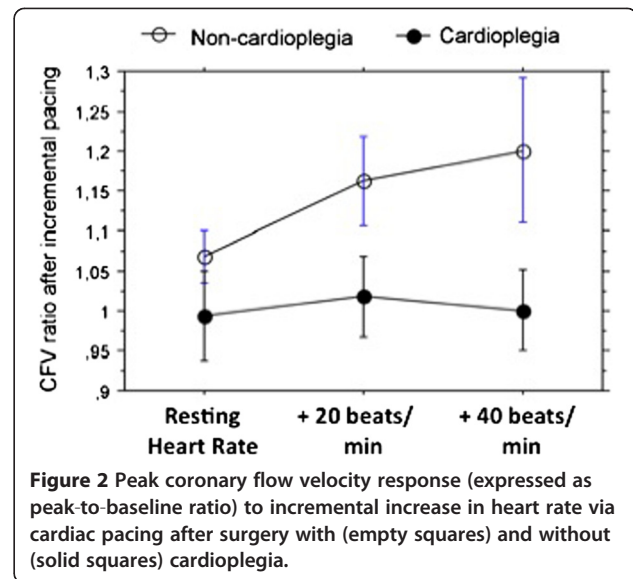 Non-cardioplegia Cardioplegia
1,3
1,25
1,2
1,15
1,1
1,05
1
,95
,9
CFV ratio after incremental pacing
Resting Heart Rate
+ 20 beats/ min
+ 40 beats/ min
Figure 2 Peak coronary flow velocity response (expressed as
peak-to-baseline ratio) to incremental increase in heart rate via
cardiac pacing after surgery with (empty squares) and without
(solid squares) cardioplegia.